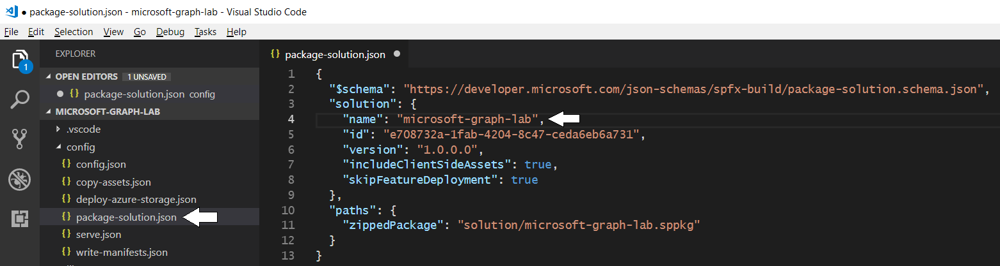 ● package-solution.json - microsoft-graph-lab - Visual Studio Code
File Edit Selection View Go Debug Tasks Help
1
EXPLORER
OPEN EDITORS 1 UNSAVED
● {} package-solution.json config
MICROSOFT-GRAPH-LAB
.vscode
config
{} config.json
{} copy-assets.json
{} deploy-azure-storage.json
{} package-solution.json
{} serve.json
{} write-manifests.json
{} package-solution.json ●
1 {
2 "$schema": "https://developer.microsoft.com/json-schemas/spfx-build/package-solution.schema.json",
3 "solution": {
4 "name": "microsoft-graph-lab",
5 "id": "e708732a-1fab-4204-8c47-ceda6eb6a731",
6 "version": "1.0.0.0",
7 "includeClientSideAssets": true,
8 "skipFeatureDeployment": true
9 },
10 "paths": {
11 "zippedPackage": "solution/microsoft-graph-lab.sppkg"
12 }
13 }